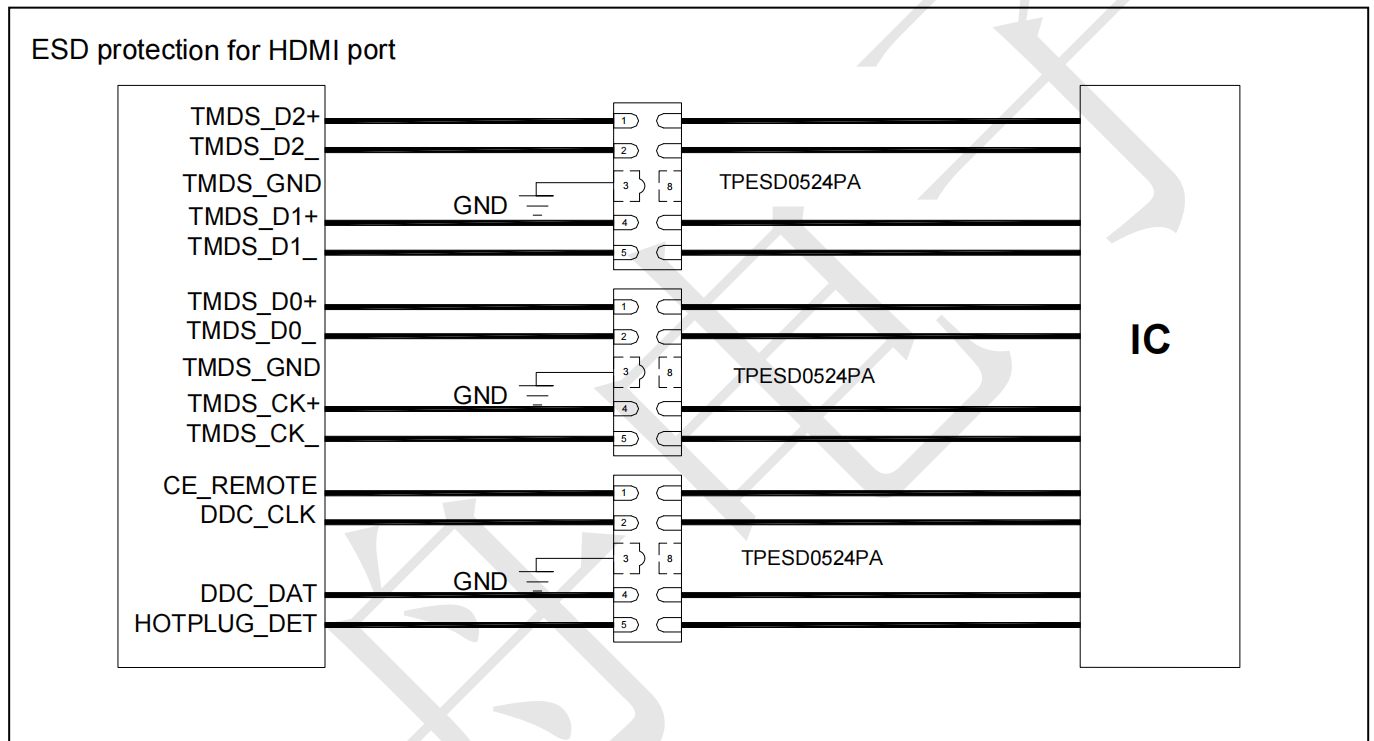 ESD protection for HDMI port
TMDS_D2+
1
TMDS_D2_
2
TMDS_GND
3 8
TPESD0524PA
GND
TMDS_D1+
4
TMDS_D1_
5
TMDS_D0+
1
TMDS_D0_
2
TMDS_GND
3 8
TPESD0524PA
GND
TMDS_CK+
4
TMDS_CK_
5
IC
CE_REMOTE
1
DDC_CLK
2
3 8
TPESD0524PA
GND
DDC_DAT
4
HOTPLUG_DET
5